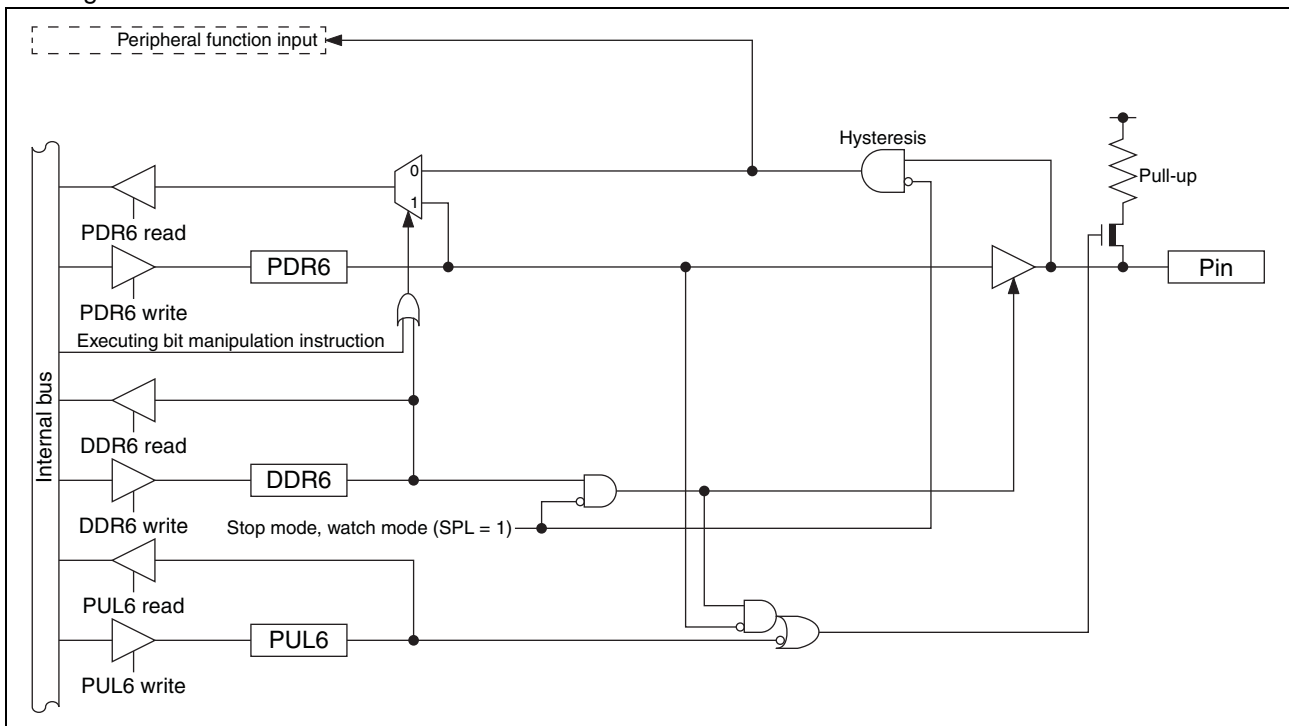 Peripheral function input
Hysteresis
0
Pull-up
1
PDR6 read
PDR6
Pin
PDR6 write
Executing bit manipulation instruction
Internal bus
DDR6 read
DDR6
Stop mode, watch mode (SPL = 1)
DDR6 write
PUL6 read
PUL6
PUL6 write